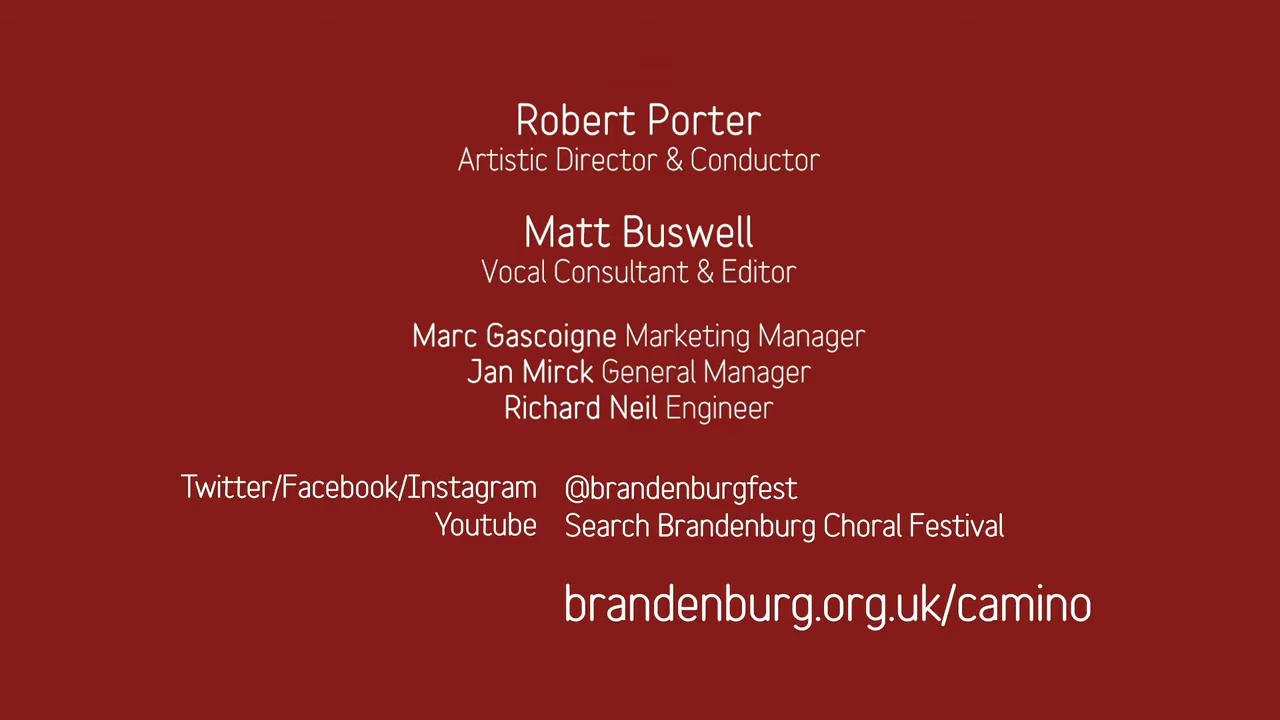 Robert Porter
Artistic Director & Conductor
Matt Buswell
Vocal Consultant & Editor
Marc Gascoigne Marketing Manager
Jan Mirck General Manager
Richard Neil Engineer
Twitter/Facebook/Instagram @brandenburgfest
Youtube Search Brandenburg Choral Festival
brandenburg.org.uk/camino